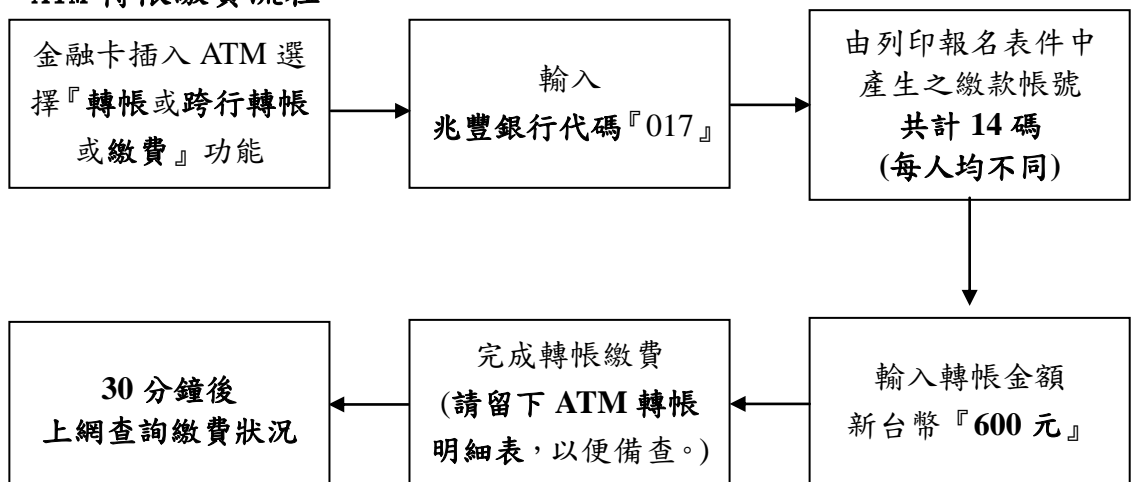 ATM 轉帳繳費流程
金融卡插入 ATM 選
擇『轉帳或跨行轉帳
或繳費』功能
輸入
兆豐銀行代碼『017』
由列印報名表件中
產生之繳款帳號
共計 14 碼
(每人均不同)
輸入轉帳金額
新台幣『600 元』
完成轉帳繳費
(請留下 ATM 轉帳
明細表，以便備查。)
30 分鐘後
上網查詢繳費狀況